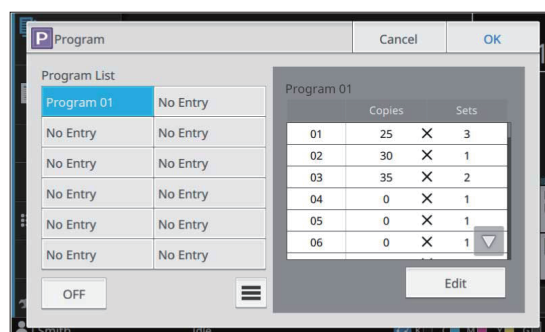 P Program Cancel OK
Program List
Program 01 No Entry
No Entry No Entry
No Entry No Entry
No Entry No Entry
No Entry No Entry
No Entry No Entry
OFF
Program 01
Copies Sets
01 25 × 3
02 30 × 1
03 35 × 2
04 0 × 1
05 0 × 1
06 0 × 1
Edit